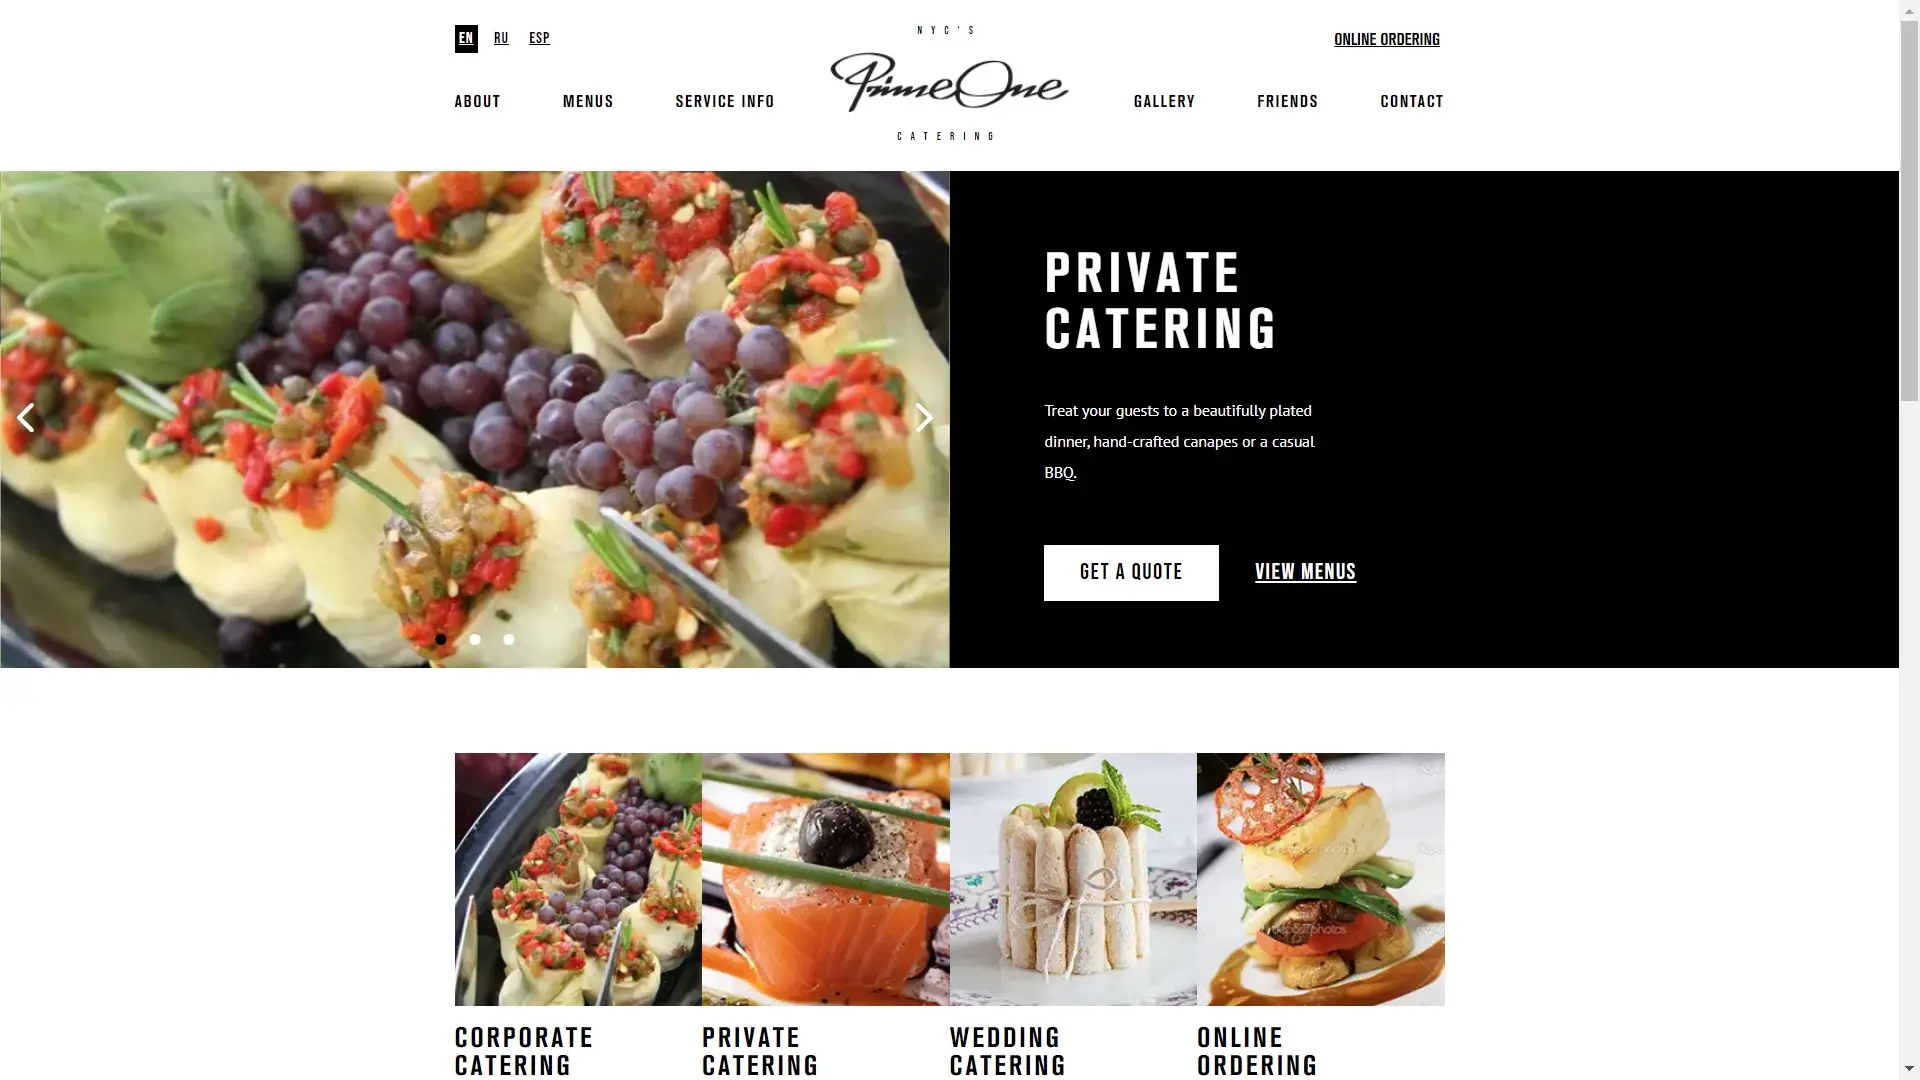 EN RU ESP
NYC'S
ONLINE ORDERING
ABOUT MENUS SERVICE INFO
PrimeOne
GALLERY FRIENDS CONTACT
CATERING
PRIVATE
CATERING
Treat your guests to a beautifully plated
dinner, hand-crafted canapes or a casual
BBQ.
GET A QUOTE VIEW MENUS
depositphotos
CORPORATE
CATERING
PRIVATE
CATERING
WEDDING
CATERING
ONLINE
ORDERING